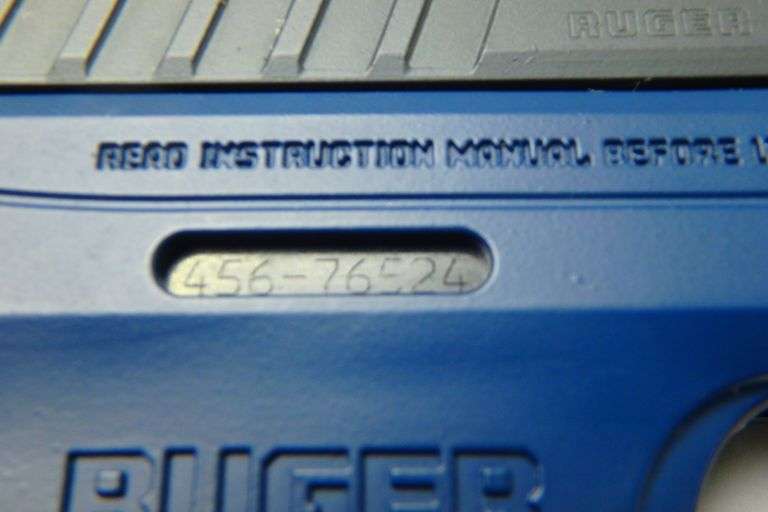 RUGER
READ INSTRUCTION MANUAL BEFORE
456-76524
RUGER